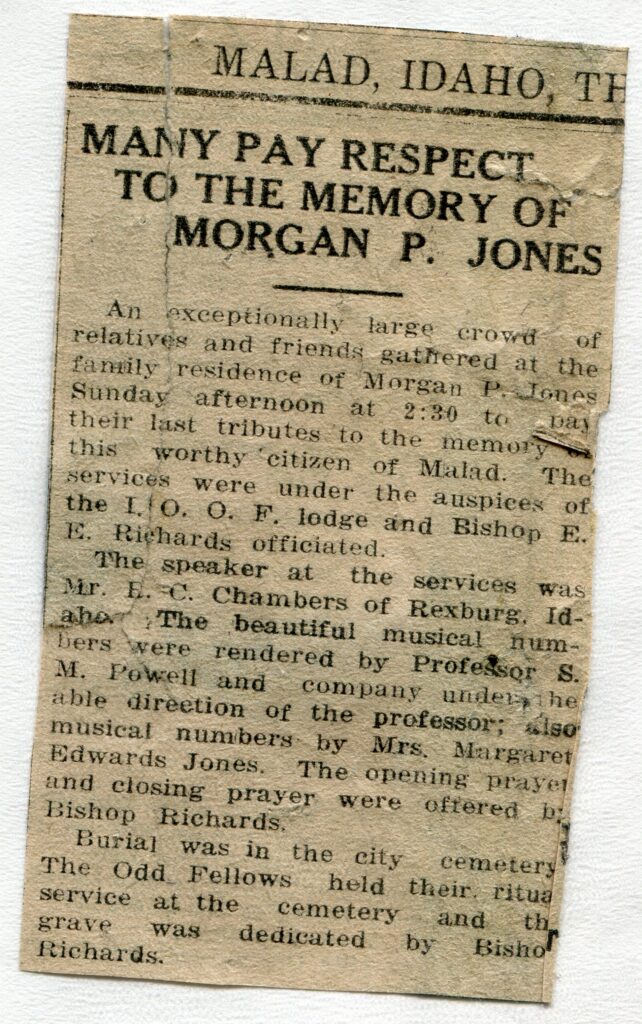 MALAD, IDAHO, TH
MANY PAY RESPECT
TO THE MEMORY OF
MORGAN P. JONES
An exceptionally large crowd of
relatives and friends gathered at the
family residence of Morgan P. Jones
Sunday afternoon at 2:30 to pay
their last tributes to the memory
this worthy citizen of Malad. The
services were under the auspices of
the I. O. O. F. lodge and Bishop E.
E. Richards officiated.
The speaker at the services was
Mr. C. Chambers of Rexburg, Id-
aho. The beautiful musical num-
bers were rendered by Professor S.
M. Powell and company under the
able direction of the professor; also
musical numbers by Mrs. Margaret
Edwards Jones. The opening prayer
and closing prayer were offered b
Bishop Richards.
Burial was in the city cemetery
The Odd Fellows held their ritua
service at the cemetery and th
grave was dedicated by Bisho
Richards.